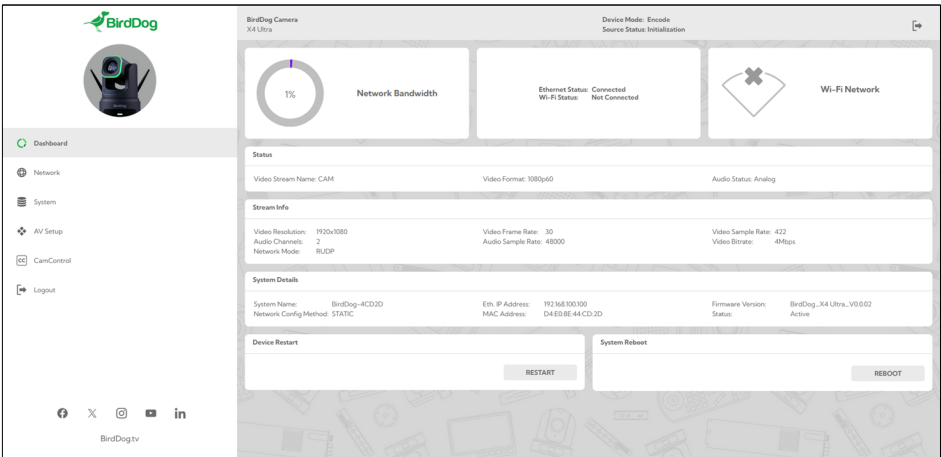 BirdDog
Dashboard
Network
System
AV Setup
CC CamControl
Logout
BirdDog.tv
BirdDog Camera
X4 Ultra
Device Mode: Encode
Source Status: Initialization
1%
Network Bandwidth
Ethernet Status: Connected
Wi-Fi Status: Not Connected
Wi-Fi Network
Status
Video Stream Name: CAM
Video Format: 1080p60
Audio Status: Analog
Stream Info
Video Resolution: 1920x1080
Video Frame Rate: 30
Video Sample Rate: 422
Audio Channels: 2
Audio Sample Rate: 48000
Video Bitrate: 4Mbps
Network Mode: RUDP
System Details
System Name: BirdDog-4CD2D
Eth. IP Address: 192.168.100.100
Firmware Version: BirdDog_X4 Ultra_V0.0.02
Network Config Method: STATIC
MAC Address: D4:E0:8E:44:CD:2D
Status: Active
Device Restart
RESTART
System Reboot
REBOOT